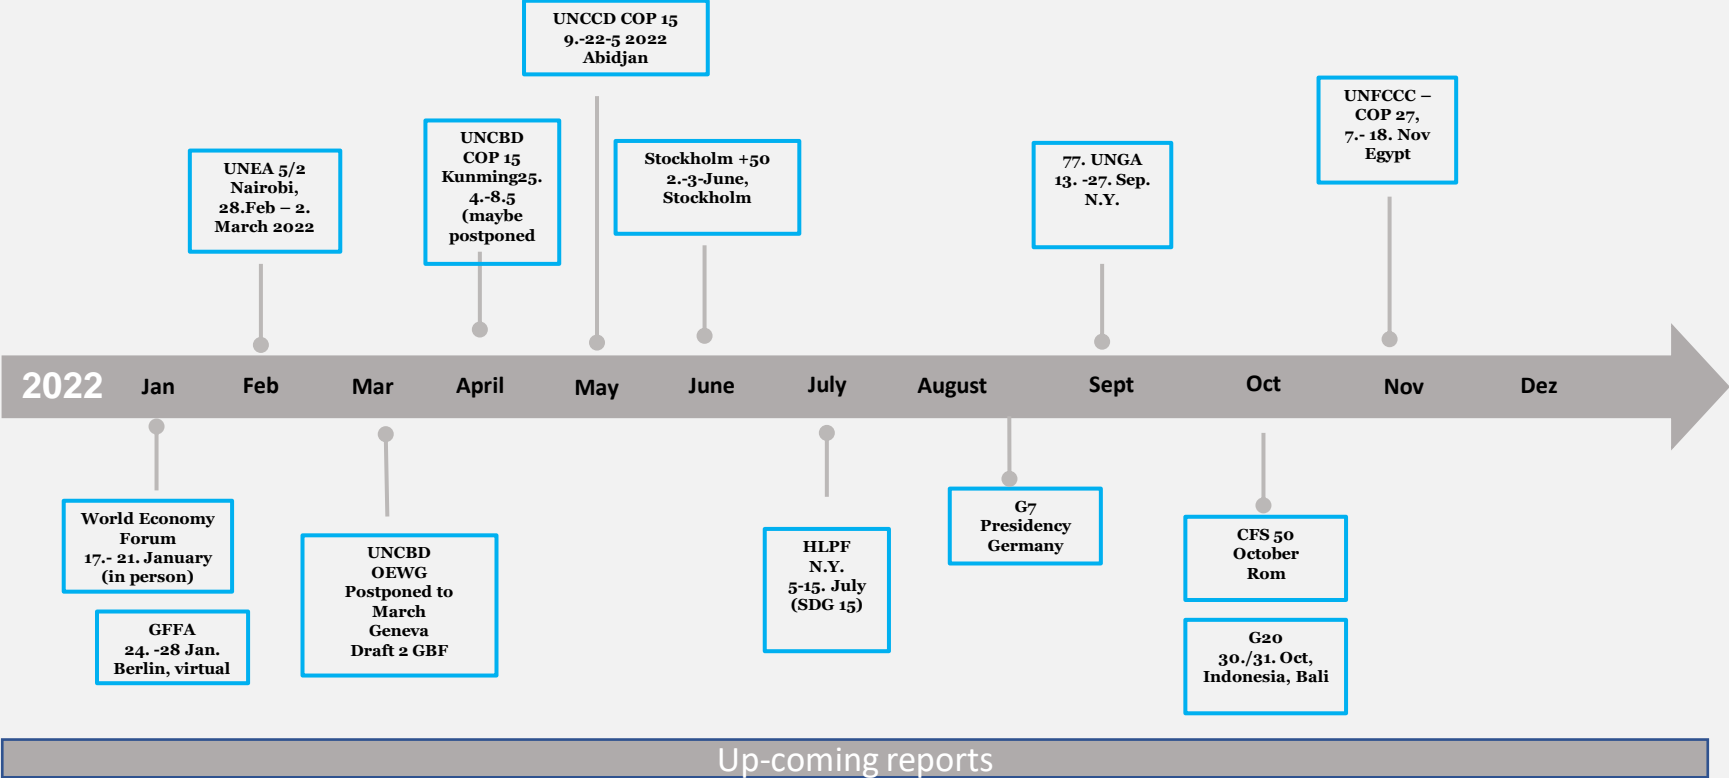 UNCCD COP 15
9.-22-5 2022
Abidjan
UNFCCC –
COP 27,
7.- 18. Nov
Egypt
UNCBD
COP 15
Kunming25.
4.-8.5
(maybe
postponed
Stockholm +50
2.-3-June,
Stockholm
77. UNGA
13. -27. Sep.
N.Y.
UNEA 5/2
Nairobi,
28.Feb – 2.
March 2022
2022 Jan Feb Mar April May June July August Sept Oct Nov Dez
World Economy
Forum
17.- 21. January
(in person)
GFFA
24. -28 Jan.
Berlin, virtual
UNCBD
OEWG
Postponed to
March
Geneva
Draft 2 GBF
HLPF
N.Y.
5-15. July
(SDG 15)
G7
Presidency
Germany
CFS 50
October
Rom
G20
30./31. Oct,
Indonesia, Bali
Up-coming reports